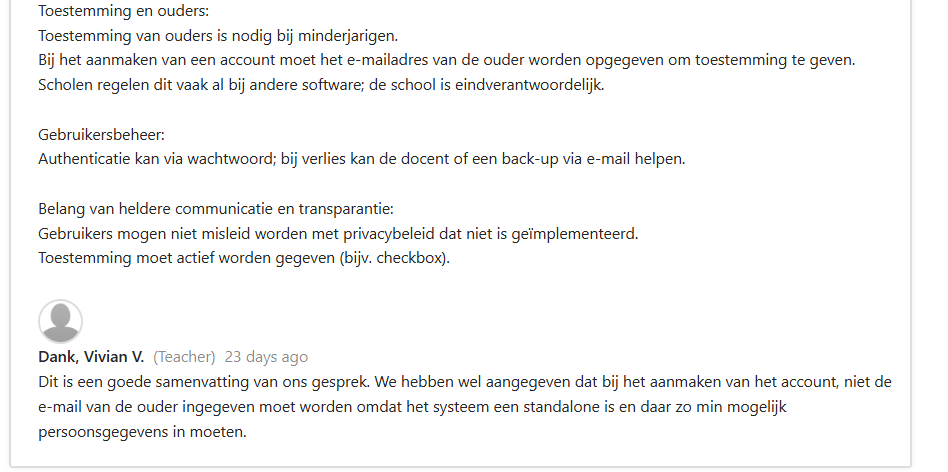 Toestemming en ouders:
Toestemming van ouders is nodig bij minderjarigen.
Bij het aanmaken van een account moet het e-mailadres van de ouder worden opgegeven om toestemming te geven.
Scholen regelen dit vaak al bij andere software; de school is eindverantwoordelijk.
Gebruikersbeheer:
Authenticatie kan via wachtwoord; bij verlies kan de docent of een back-up via e-mail helpen.
Belang van heldere communicatie en transparantie:
Gebruikers mogen niet misleid worden met privacybeleid dat niet is geïmplementeerd.
Toestemming moet actief worden gegeven (bijv. checkbox).
Dank, Vivian V. (Teacher) 23 days ago
Dit is een goede samenvatting van ons gesprek. We hebben wel aangegeven dat bij het aanmaken van het account, niet de
e-mail van de ouder ingegeven moet worden omdat het systeem een standalone is en daar zo min mogelijk
persoonsgegevens in moeten.